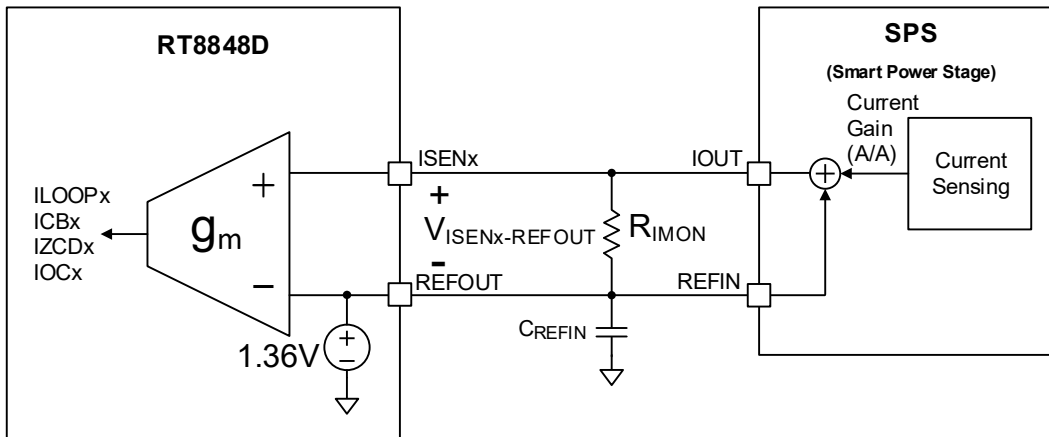 RT8848D
SPS
(Smart Power Stage)
Current
Gain
(A/A)
Current
Sensing
ISENx
IOUT
ILOOPx
ICBx
IZCDx
IOCx
+
gm
−
+
VISENx-REFOUT
-
RIMON
+
REFOUT
REFIN
CREFIN
1.36V
+
−